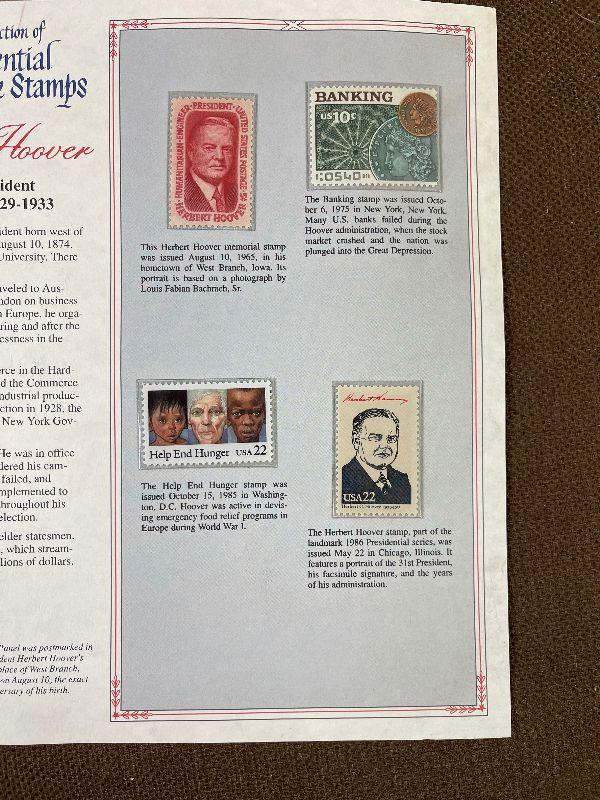 ction of
ential
e Stamps
Hoover
ident
29-1933
ident born west of
ugust 10, 1874.
University. There
aveled to Aus-
ndon on business
n Europe, he orga-
ring and after the
essness in the
erce in the Hard-
d the Commerce
ndustrial produc-
ction in 1928, the
New York Gov-
He was in office
dered his cam-
failed, and
mplemented to
hroughout his
election.
elder statesmen.
, which stream-
lions of dollars.
Panel was postmarked in
dent Herbert Hoover's
place of West Branch,
on August 10, the exact
ersary of his birth.
HUMANITARIAN·ENGINEER·PRESIDENT·UNITED STATES POSTAGE 5¢
HERBERT HOOVER
This Herbert Hoover memorial stamp
was issued August 10, 1965, in his
hometown of West Branch, Iowa. Its
portrait is based on a photograph by
Louis Fabian Bachrach, Sr.
BANKING
US 10c
The Banking stamp was issued Octo-
ber 6, 1975 in New York, New York.
Many U.S. banks failed during the
Hoover administration, when the stock
market crashed and the nation was
plunged into the Great Depression.
Help End Hunger USA 22
The Help End Hunger stamp was
issued October 15, 1985 in Washing-
ton, D.C. Hoover was active in devis-
ing emergency food relief programs in
Europe during World War I.
Herbert Hoover
USA 22
The Herbert Hoover stamp, part of the
landmark 1986 Presidential series, was
issued May 22 in Chicago, Illinois. It
features a portrait of the 31st President,
his facsimile signature, and the years
of his administration.